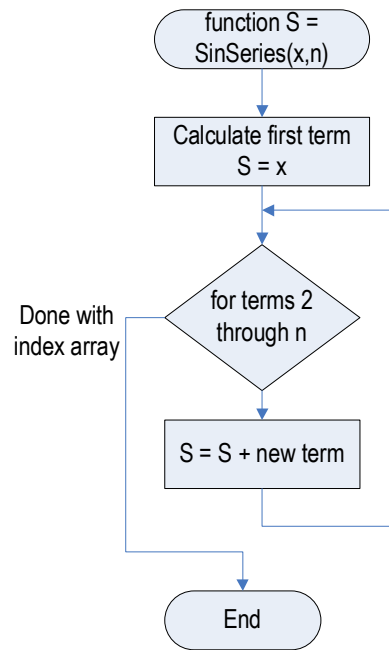 function S =
SinSeries(x,n)
Calculate first term
S = x
for terms 2
through n
Done with
index array
S = S + new term
End